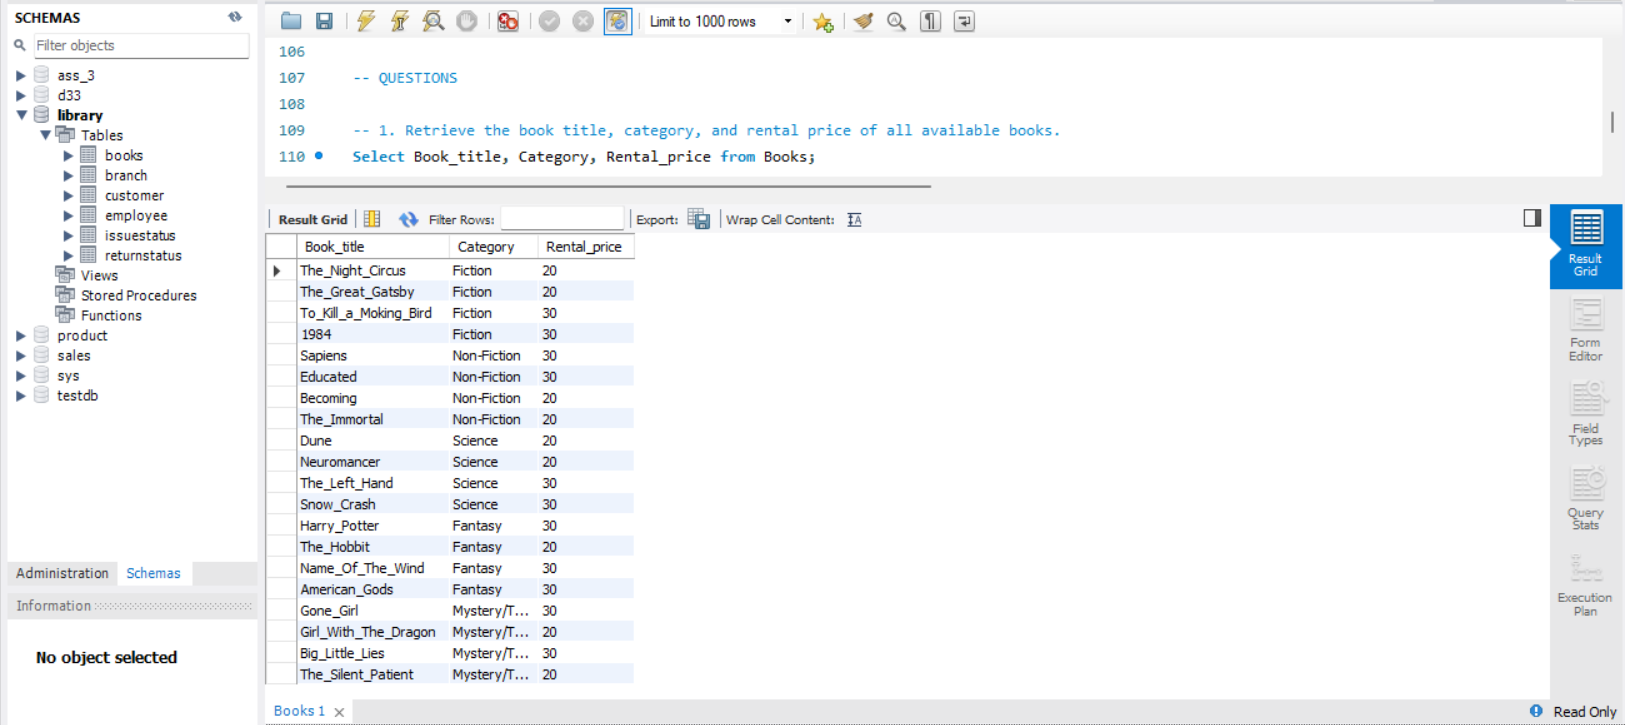 SCHEMAS
Filter objects
ass_3
d33
library
Tables
books
branch
customer
employee
issuestatus
returnstatus
Views
Stored Procedures
Functions
product
sales
sys
testdb
Administration Schemas
Information
No object selected
Limit to 1000 rows
106
107 -- QUESTIONS
108
109 -- 1. Retrieve the book title, category, and rental price of all available books.
110 Select Book_title, Category, Rental_price from Books;
Result Grid Filter Rows: Export: Wrap Cell Content:
Book_title Category Rental_price
The_Night_Circus Fiction 20
The_Great_Gatsby Fiction 20
To_Kill_a_Moking_Bird Fiction 30
1984 Fiction 30
Sapiens Non-Fiction 30
Educated Non-Fiction 30
Becoming Non-Fiction 20
The_Immortal Non-Fiction 20
Dune Science 20
Neuromancer Science 20
The_Left_Hand Science 30
Snow_Crash Science 30
Harry_Potter Fantasy 30
The_Hobbit Fantasy 20
Name_Of_The_Wind Fantasy 30
American_Gods Fantasy 30
Gone_Girl Mystery/T... 30
Girl_With_The_Dragon Mystery/T... 20
Big_Little_Lies Mystery/T... 30
The_Silent_Patient Mystery/T... 20
Result
Grid
Form
Editor
Field
Types
Query
Stats
Execution
Plan
Books 1
Read Only